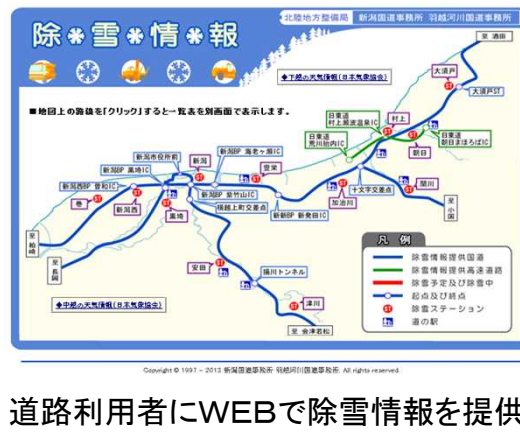 除雪情報
北陸地方整備局 新潟国道事務所 羽越河川国道事務所
至 酒田
◆下越の天気情報(日本気象協会)
大須戸
大須戸ST
■地図上の路線を「クリック」すると一覧表を別画面で表示します。
日東道
村上瀬波温泉IC
村上
日東道
荒川胎内IC
日東道
朝日まほろばIC
朝日
新潟市役所前
新潟
新潟BP 海老ヶ瀬IC
豊栄
新潟BP 黒埼IC
新潟西BP 曽和IC
新潟BP 紫竹山IC
横越上町交差点
十文字交差点
関川
加治川
新新BP 新発田IC
巻
新潟西
黒埼
至 小国
至 柏崎
至 長岡
安田
揚川トンネル
津川
至 会津若松
◆中越の天気情報(日本気象協会)
凡例
除雪情報提供国道
除雪情報提供高速道路
除雪予定及び除雪中
起点及び終点
ST 除雪ステーション
道の駅
Copyright © 1997 - 2013 新潟国道事務所 羽越河川国道事務所. All rights reserved.
道路利用者にWEBで除雪情報を提供